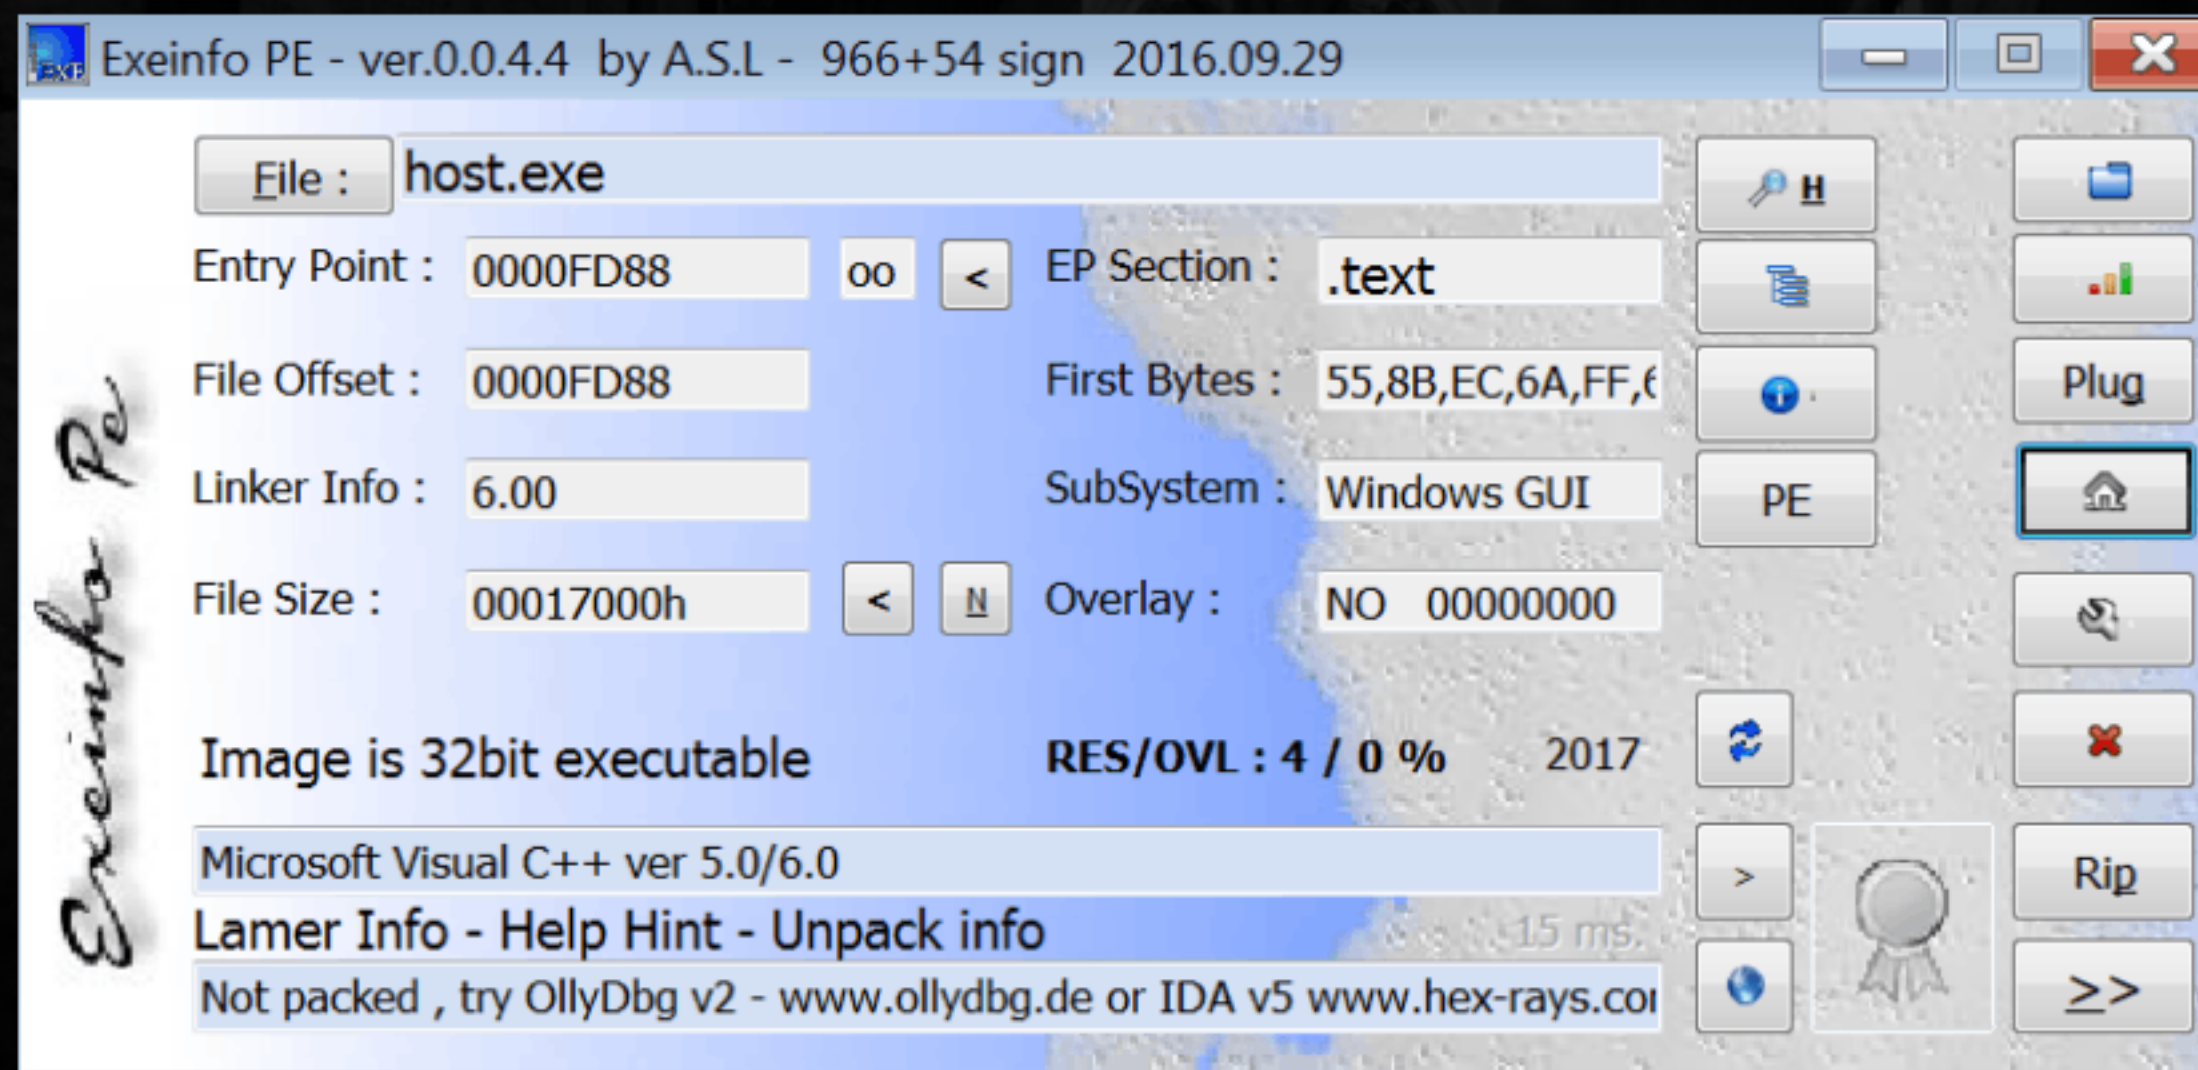 Exeinfo PE - ver.0.0.4.4 by A.S.L - 966+54 sign 2016.09.29
File : host.exe H
Entry Point : 0000FD88 oo < EP Section : .text
File Offset : 0000FD88 First Bytes : 55,8B,EC,6A,FF, Plug
Linker Info : 6.00 SubSystem : Windows GUI PE
File Size : 00017000h < N Overlay : NO 00000000
Image is 32bit executable RES/OVL : 4 / 0 % 2017
Microsoft Visual C++ ver 5.0/6.0 > Rip
Lamer Info - Help Hint - Unpack info 15 ms.
Not packed , try OllyDbg v2 - www.ollydbg.de or IDA v5 www.hex-rays.co >>
Exeinfo Pe